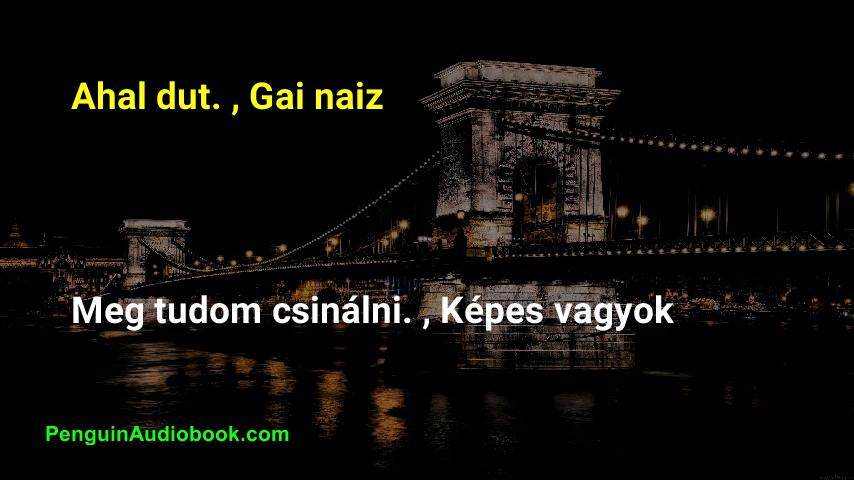 Ahal dut. , Gai naiz
Meg tudom csinálni. , Képes vagyok
PenguinAudiobook.com